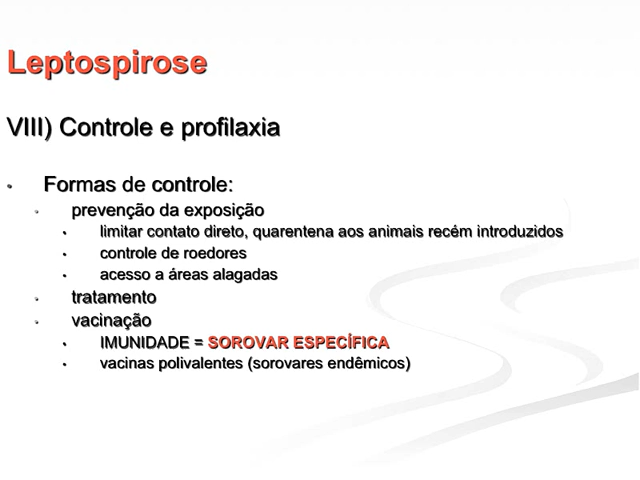 Leptospirose
VIII) Controle e profilaxia
• Formas de controle:
• prevenção da exposição
• limitar contato direto, quarentena aos animais recém introduzidos
• controle de roedores
• acesso a áreas alagadas
• tratamento
• vacinação
• IMUNIDADE = SOROVAR ESPECÍFICA
• vacinas polivalentes (sorovares endêmicos)